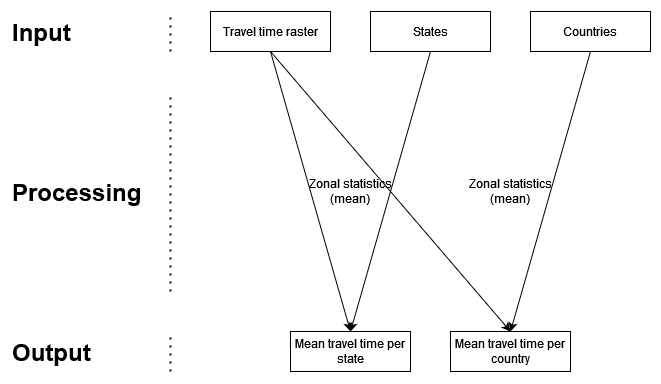 Input
Travel time raster
States
Countries
Processing
Zonal statistics
(mean)
Zonal statistics
(mean)
Output
Mean travel time per
state
Mean travel time per
country